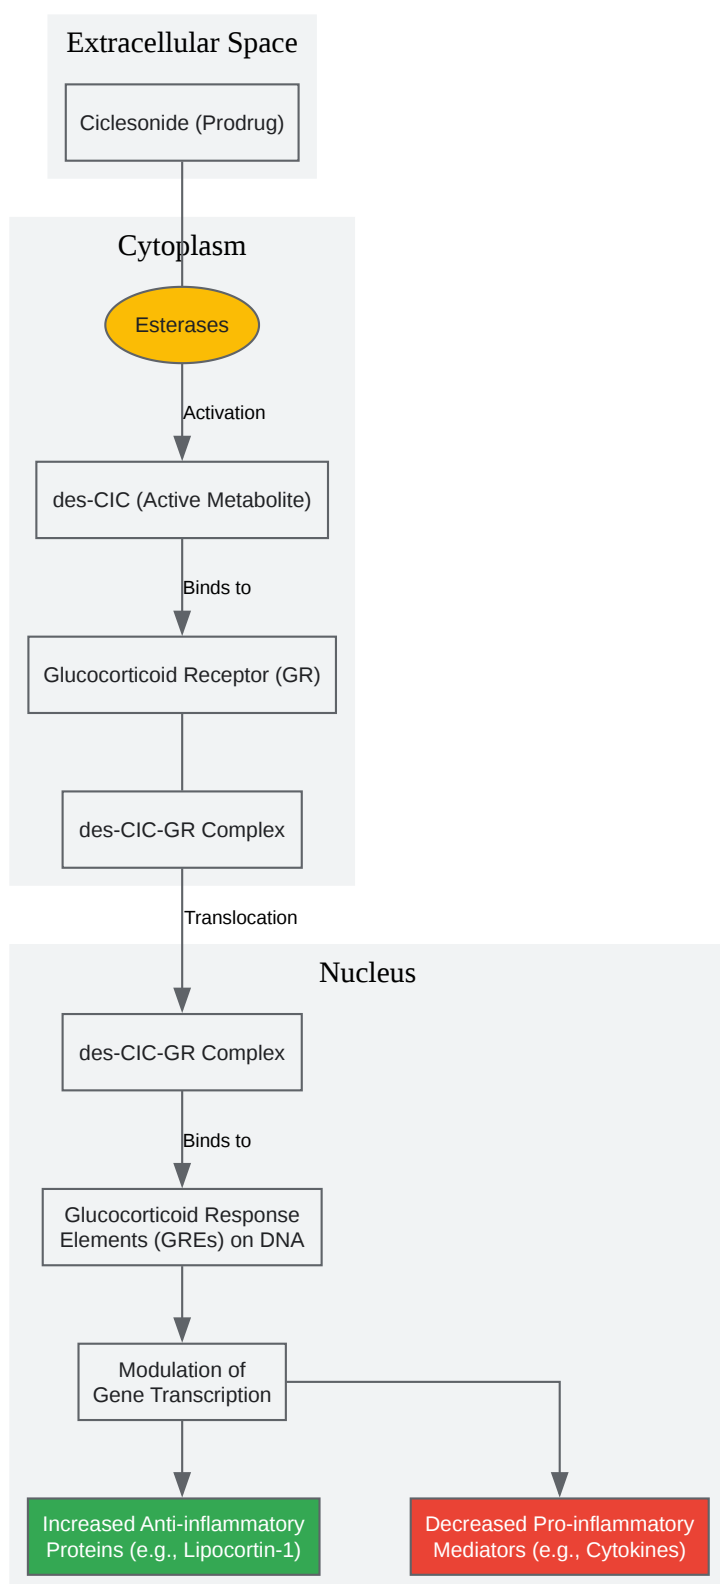 Extracellular Space
Ciclesonide (Prodrug)
Cytoplasm
Esterases
Activation
des-CIC (Active Metabolite)
Binds to
Glucocorticoid Receptor (GR)
des-CIC-GR Complex
Translocation
Nucleus
des-CIC-GR Complex
Binds to
Glucocorticoid Response
Elements (GREs) on DNA
Modulation of
Gene Transcription
Increased Anti-inflammatory
Proteins (e.g., Lipocortin-1)
Decreased Pro-inflammatory
Mediators (e.g., Cytokines)